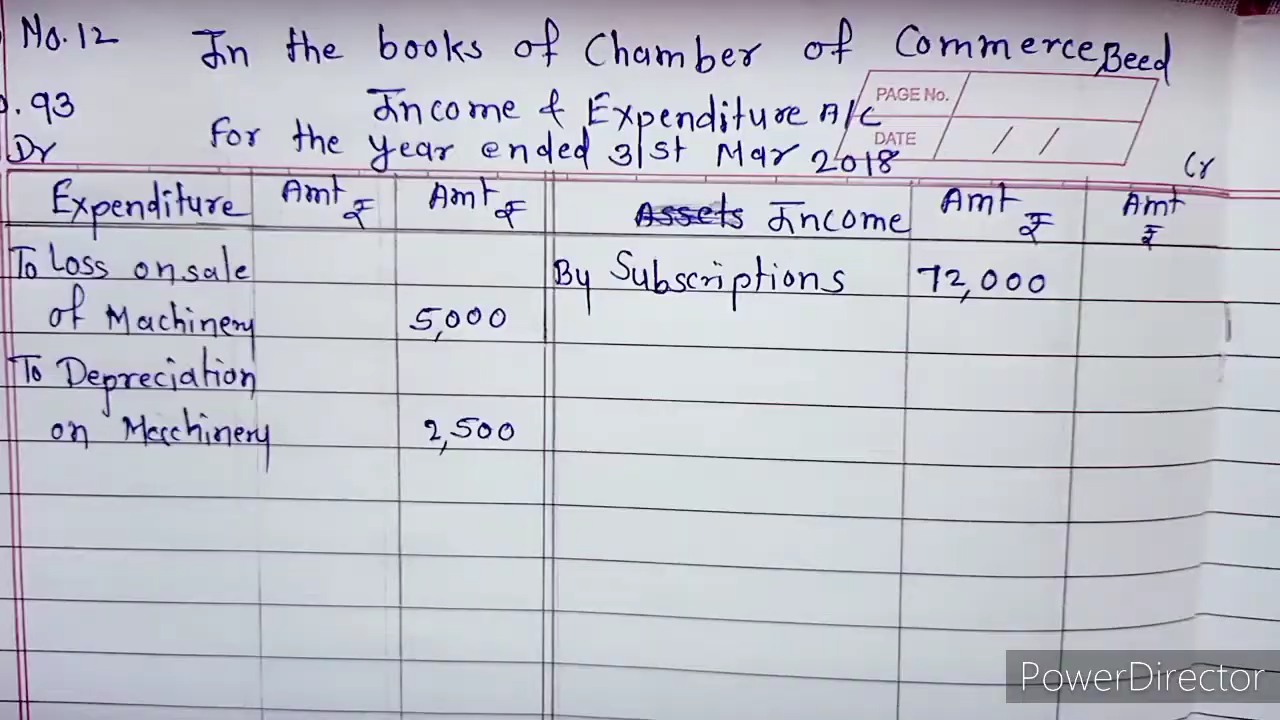 No. 12 In the books of Chamber of Commerce, Beed
. 93 Income & Expenditure A/C
PAGE No.
For the year ended 31st Mar 2018
DATE / /
Dr Cr
Expenditure Amt ₹ Amt ₹ Assets Income Amt ₹ Amt ₹
To Loss on sale By Subscriptions 72,000
of Machinery 5,000
To Depreciation
on Machinery 2,500
PowerDirector